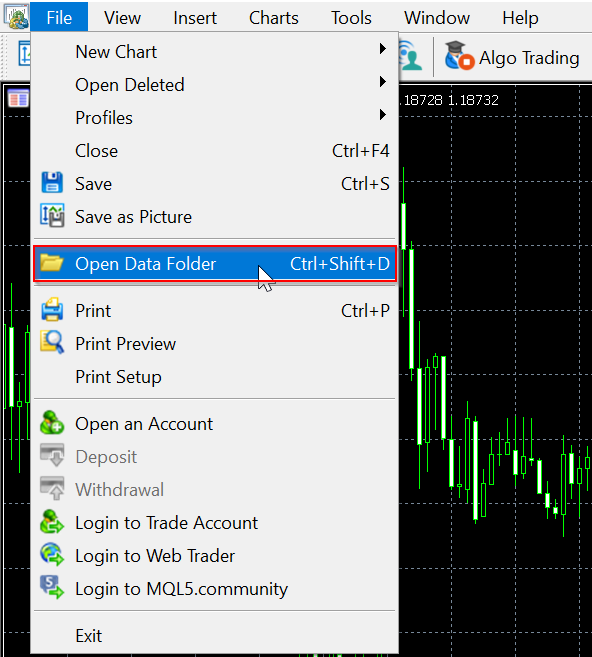 File View Insert Charts Tools Window Help
Algo Trading
New Chart
Open Deleted
.18728 1.18732
Profiles
Close Ctrl+F4
Save Ctrl+S
Save as Picture
Open Data Folder Ctrl+Shift+D
Print Ctrl+P
Print Preview
Print Setup
Open an Account
Deposit
Withdrawal
Login to Trade Account
Login to Web Trader
Login to MQL5.community
Exit